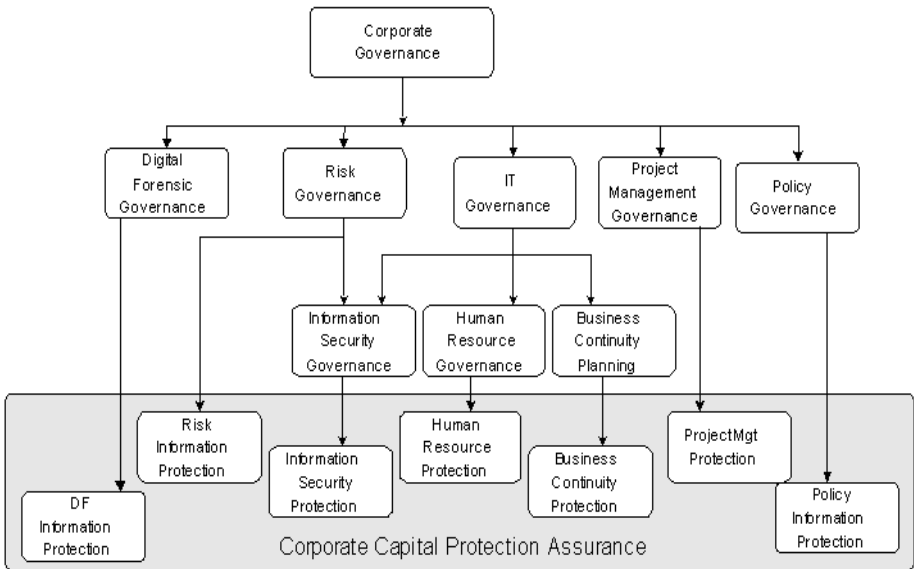 Corporate
Governance
Digital
Forensic
Governance
Risk
Governance
IT
Governance
Project
Management
Governance
Policy
Governance
Information
Security
Governance
Human
Resource
Governance
Business
Continuity
Planning
Risk
Information
Protection
Human
Resource
Protection
ProjectMgt
Protection
Information
Security
Protection
Business
Continuity
Protection
DF
Information
Protection
Policy
Information
Protection
Corporate Capital Protection Assurance